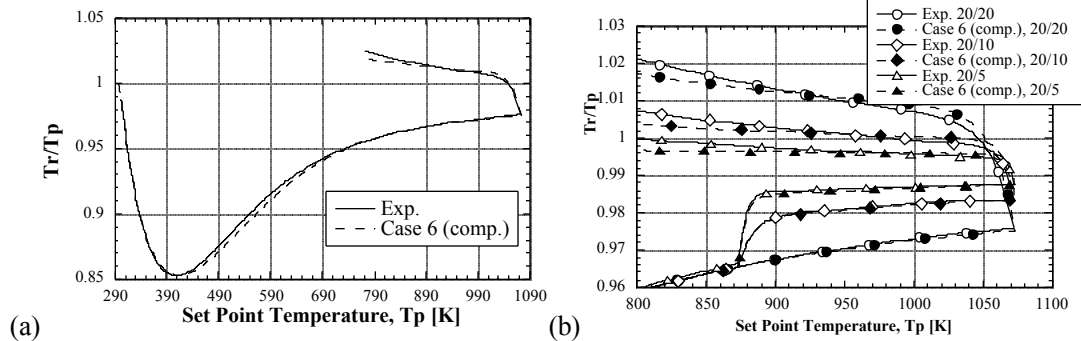 1.05
1
0.95
0.9
0.85
Tr/Tp
Exp.
Case 6 (comp.)
290 390 490 590 690 790 890 990 1090
Set Point Temperature, Tp [K]
(a)
1.03
1.02
1.01
1
0.99
0.98
0.97
0.96
Tr/Tp
Exp. 20/20
Case 6 (comp.), 20/20
Exp. 20/10
Case 6 (comp.), 20/10
Exp. 20/5
Case 6 (comp.), 20/5
800 850 900 950 1000 1050 1100
Set Point Temperature, Tp [K]
(b)